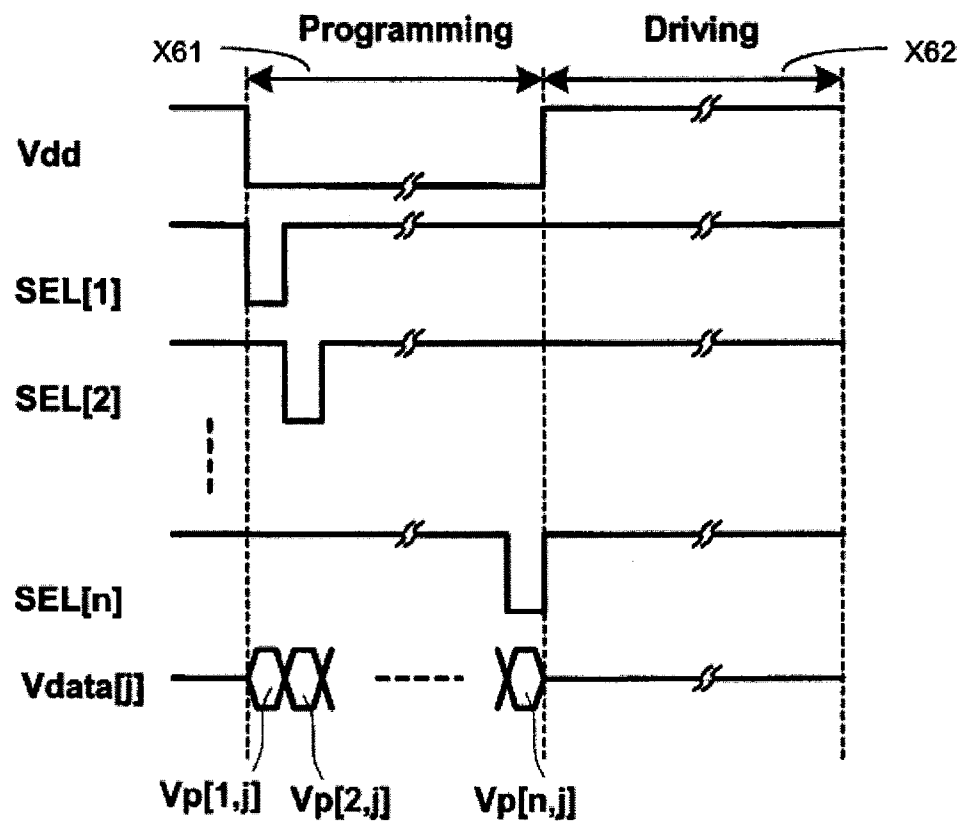 Programming Driving
X61 X62
Vdd
SEL[1]
SEL[2]
SEL[n]
Vdata[j]
Vp[1,j] Vp[2,j] Vp[n,j]